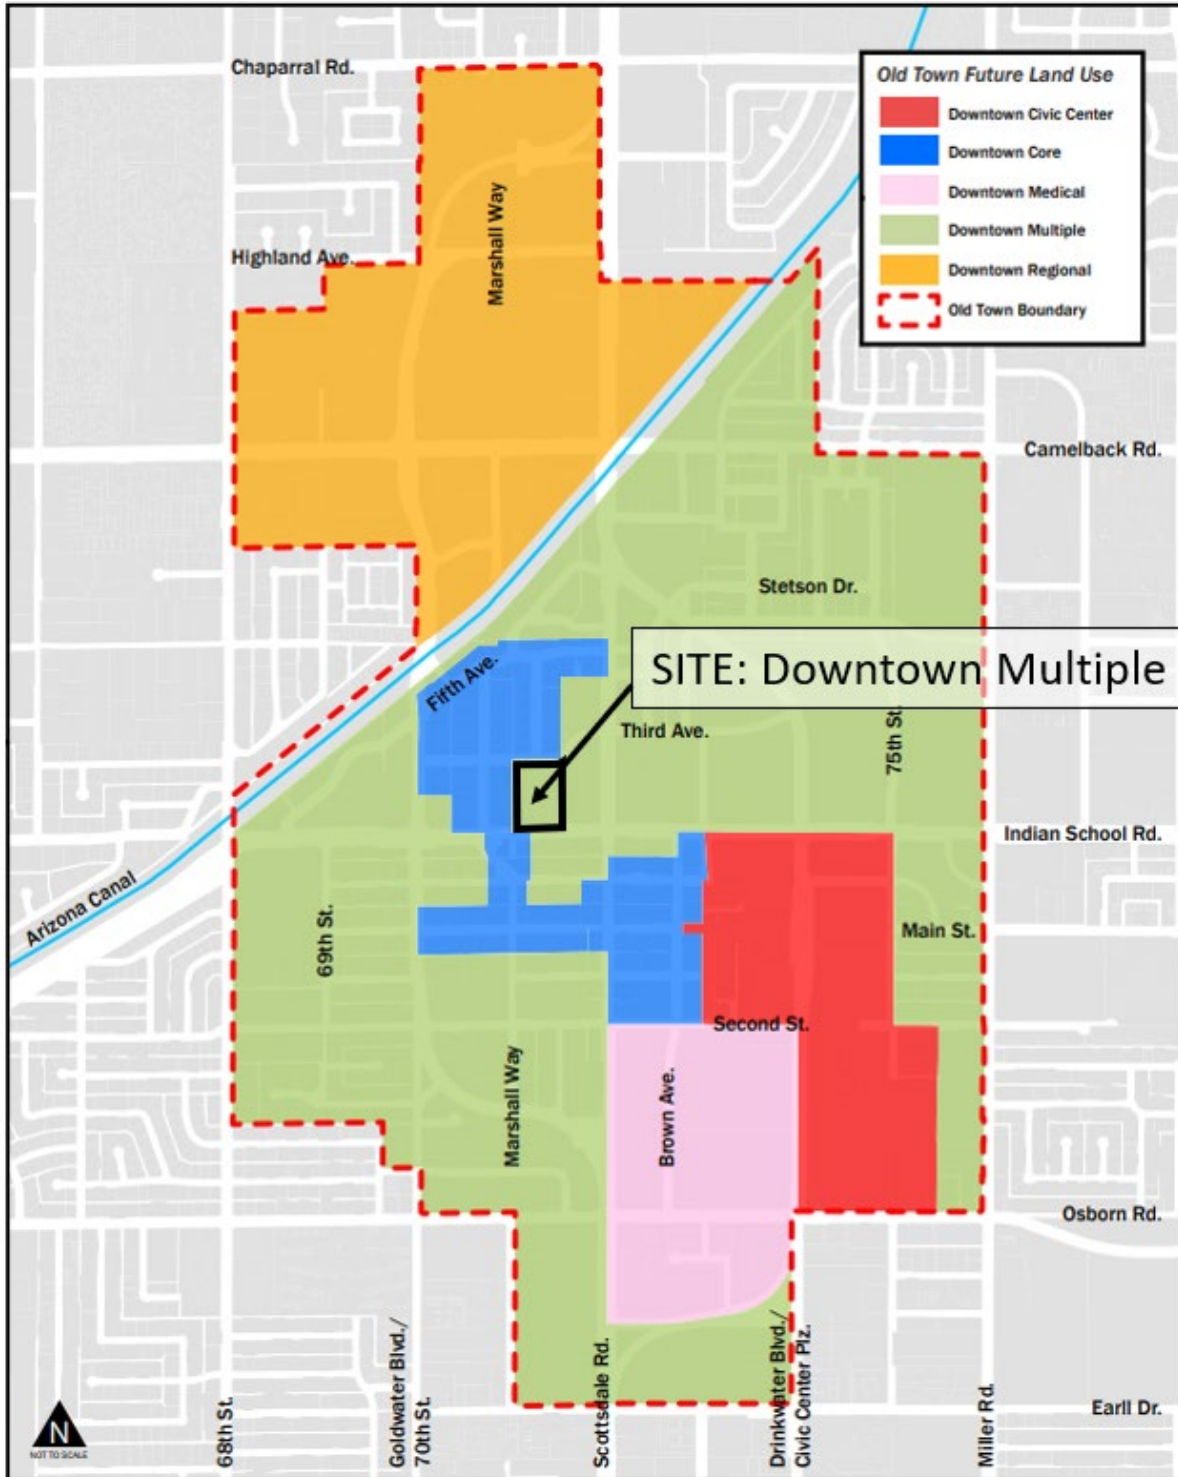 Chaparral Rd.
Old Town Future Land Use
Downtown Civic Center
Downtown Core
Downtown Medical
Downtown Multiple
Downtown Regional
Old Town Boundary
Marshall Way
Highland Ave.
Camelback Rd.
Stetson Dr.
SITE: Downtown Multiple
Fifth Ave.
Third Ave.
75th St.
Indian School Rd.
Arizona Canal
69th St.
Main St.
Second St.
Marshall Way
Brown Ave.
Osborn Rd.
68th St.
Goldwater Blvd./
70th St.
Scottsdale Rd.
Drinkwater Blvd./
Civic Center Plz.
Miller Rd.
Earll Dr.
N
NOT TO SCALE